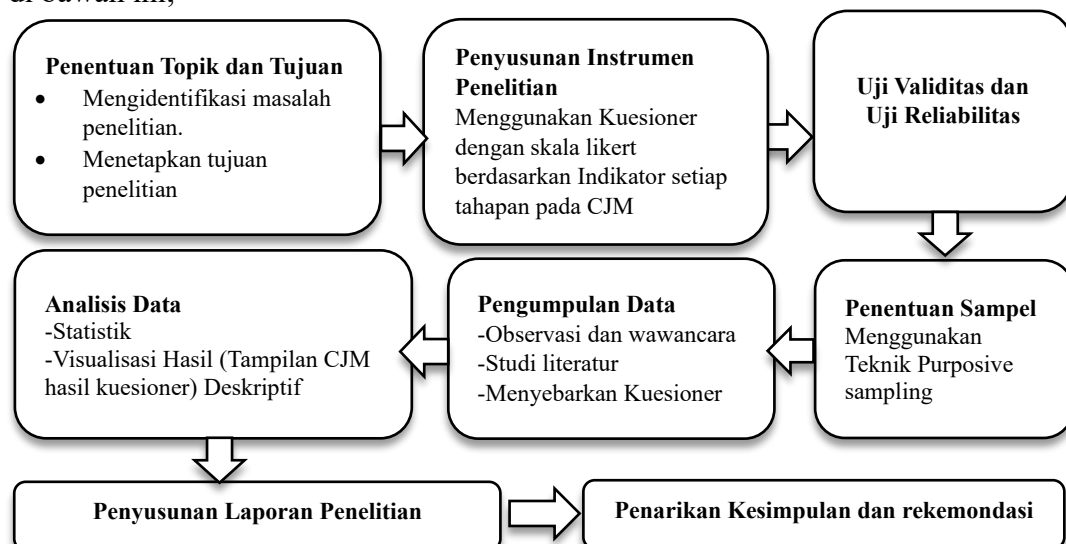 di bawah ini;
Penentuan Topik dan Tujuan
• Mengidentifikasi masalah
penelitian.
• Menetapkan tujuan
penelitian
Penyusunan Instrumen
Penelitian
Menggunakan Kuesioner
dengan skala likert
berdasarkan Indikator setiap
tahapan pada CJM
Uji Validitas dan
Uji Reliabilitas
Penentuan Sampel
Menggunakan
Teknik Purposive
sampling
Pengumpulan Data
-Observasi dan wawancara
-Studi literatur
-Menyebarkan Kuesioner
Analisis Data
-Statistik
-Visualisasi Hasil (Tampilan CJM
hasil kuesioner) Deskriptif
Penyusunan Laporan Penelitian
Penarikan Kesimpulan dan rekemondasi